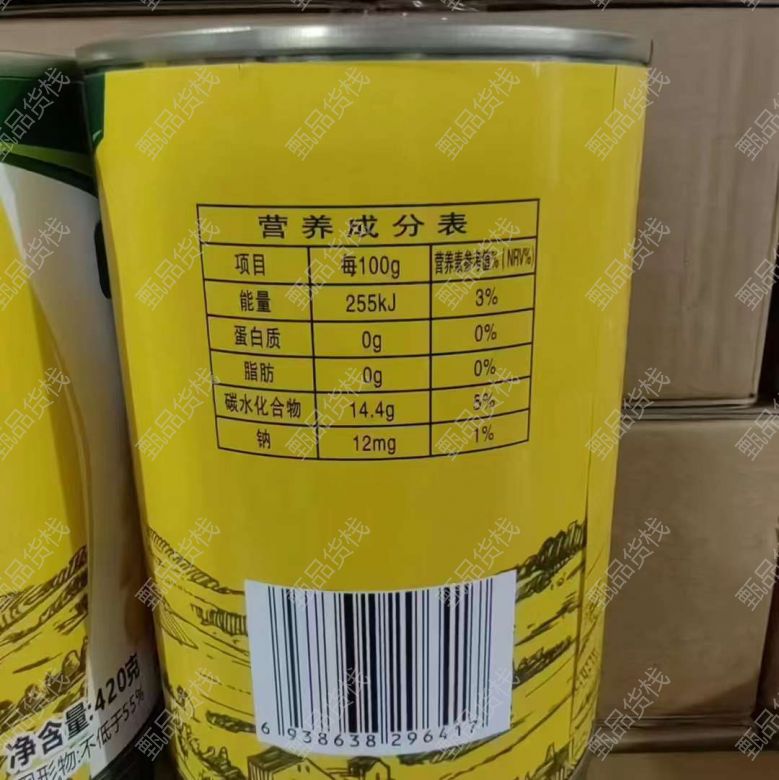 营养成分表
项目 每100g 营养素参考值%（NRV%）
能量 255kJ 3%
蛋白质 0g 0%
脂肪 0g 0%
碳水化合物 14.4g 5%
钠 12mg 1%
6 938638 296417
净含量:420克
固形物:不低于55%
甄品货栈